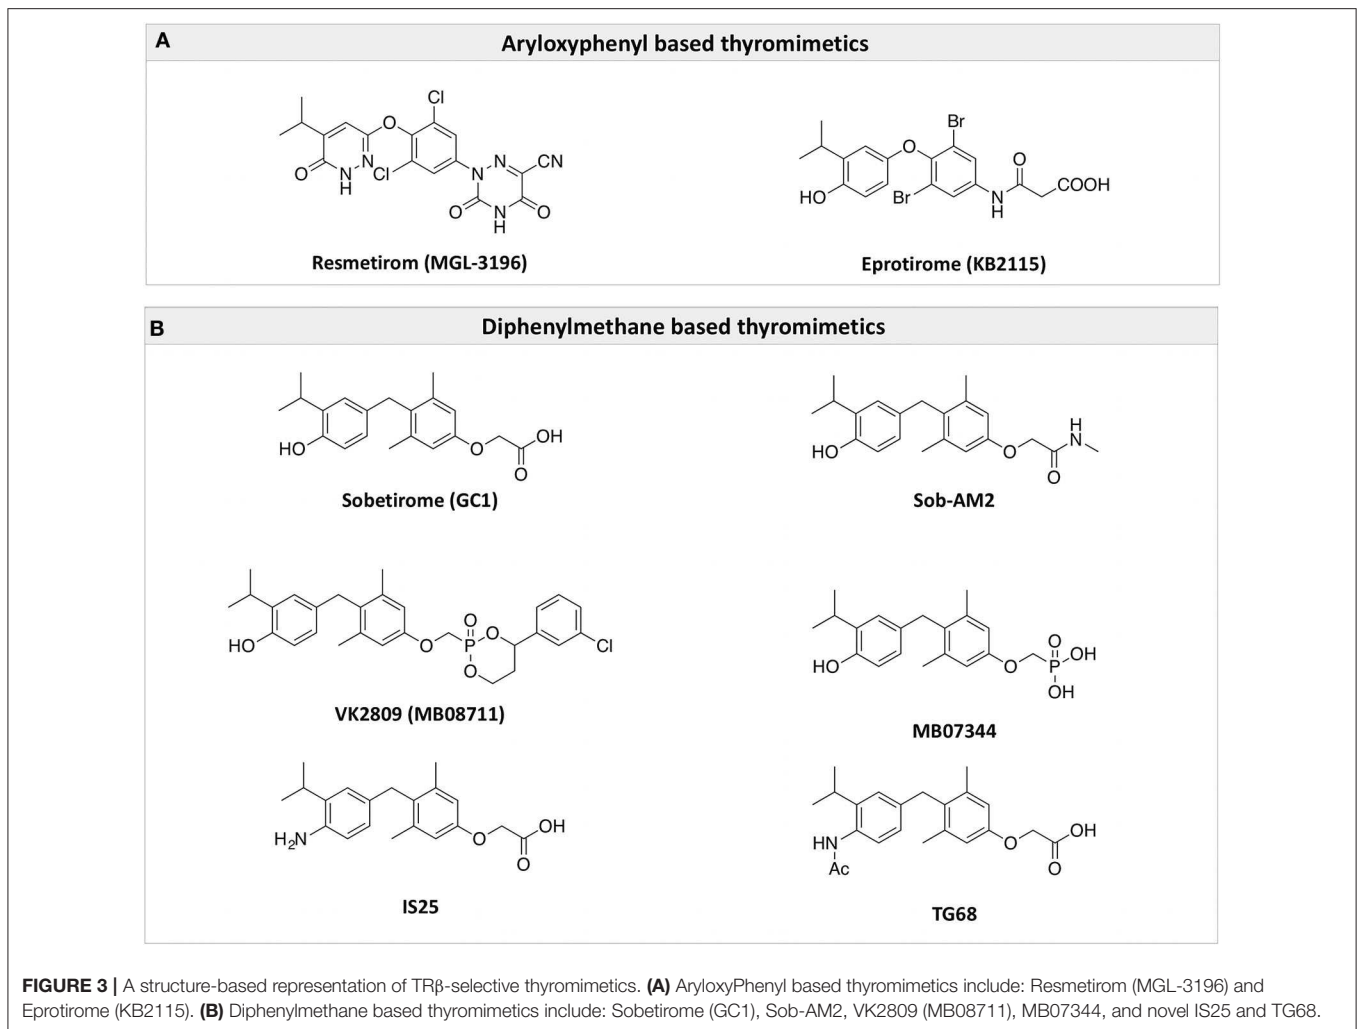 A
Aryloxyphenyl based thyromimetics
Cl
O
N
N
H
O
Cl
N
N
CN
O
N
H
O
Resmetirom (MGL-3196)
Br
O
HO
Br
N
H
O
COOH
Eprotirome (KB2115)
B
Diphenylmethane based thyromimetics
HO
O
OH
O
Sobetirome (GC1)
HO
O
H
N
O
Sob-AM2
HO
O
O
P
O
O
Cl
VK2809 (MB08711)
HO
O
O
P
OH
OH
MB07344
H2N
O
OH
O
IS25
HN
Ac
O
OH
O
TG68
FIGURE 3 | A structure-based representation of TRβ-selective thyromimetics. (A) AryloxyPhenyl based thyromimetics include: Resmetirom (MGL-3196) and
Eprotirome (KB2115). (B) Diphenylmethane based thyromimetics include: Sobetirome (GC1), Sob-AM2, VK2809 (MB08711), MB07344, and novel IS25 and TG68.